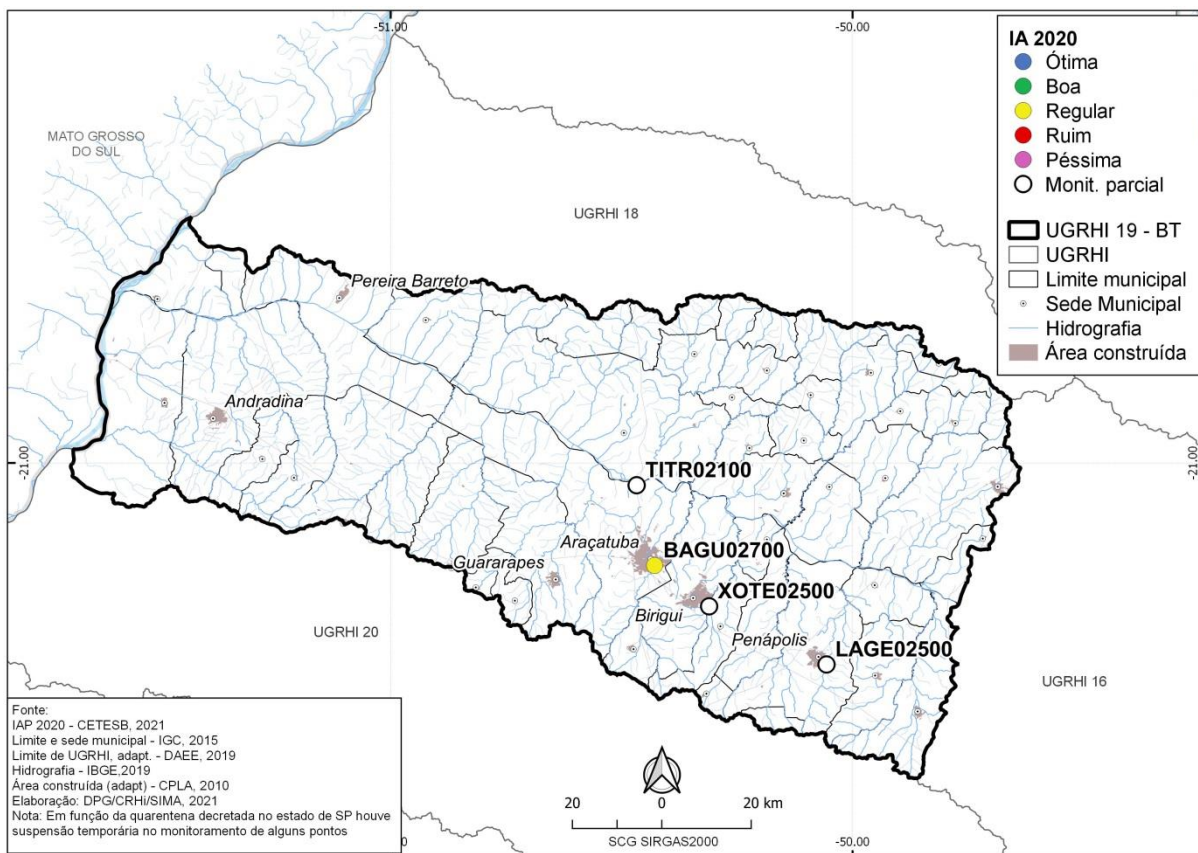 -51.00
-50.00
IA 2020
Ótima
Boa
Regular
Ruim
Péssima
Monit. parcial
UGRHI 19 - BT
UGRHI
Limite municipal
Sede Municipal
Hidrografia
Área construída
MATO GROSSO
DO SUL
UGRHI 18
Pereira Barreto
Andradina
-21.00
-21.00
TITR02100
Araçatuba
BAGU02700
Guararapes
XOTE02500
Birigui
Penápolis
LAGE02500
UGRHI 20
UGRHI 16
Fonte:
IAP 2020 - CETESB, 2021
Limite e sede municipal - IGC, 2015
Limite de UGRHI, adapt. - DAEE, 2019
Hidrografia - IBGE,2019
Área construída (adapt) - CPLA, 2010
Elaboração: DPG/CRHi/SIMA, 2021
Nota: Em função da quarentena decretada no estado de SP houve
suspensão temporária no monitoramento de alguns pontos
20 0 20 km
SCG SIRGAS2000
0
-50.00